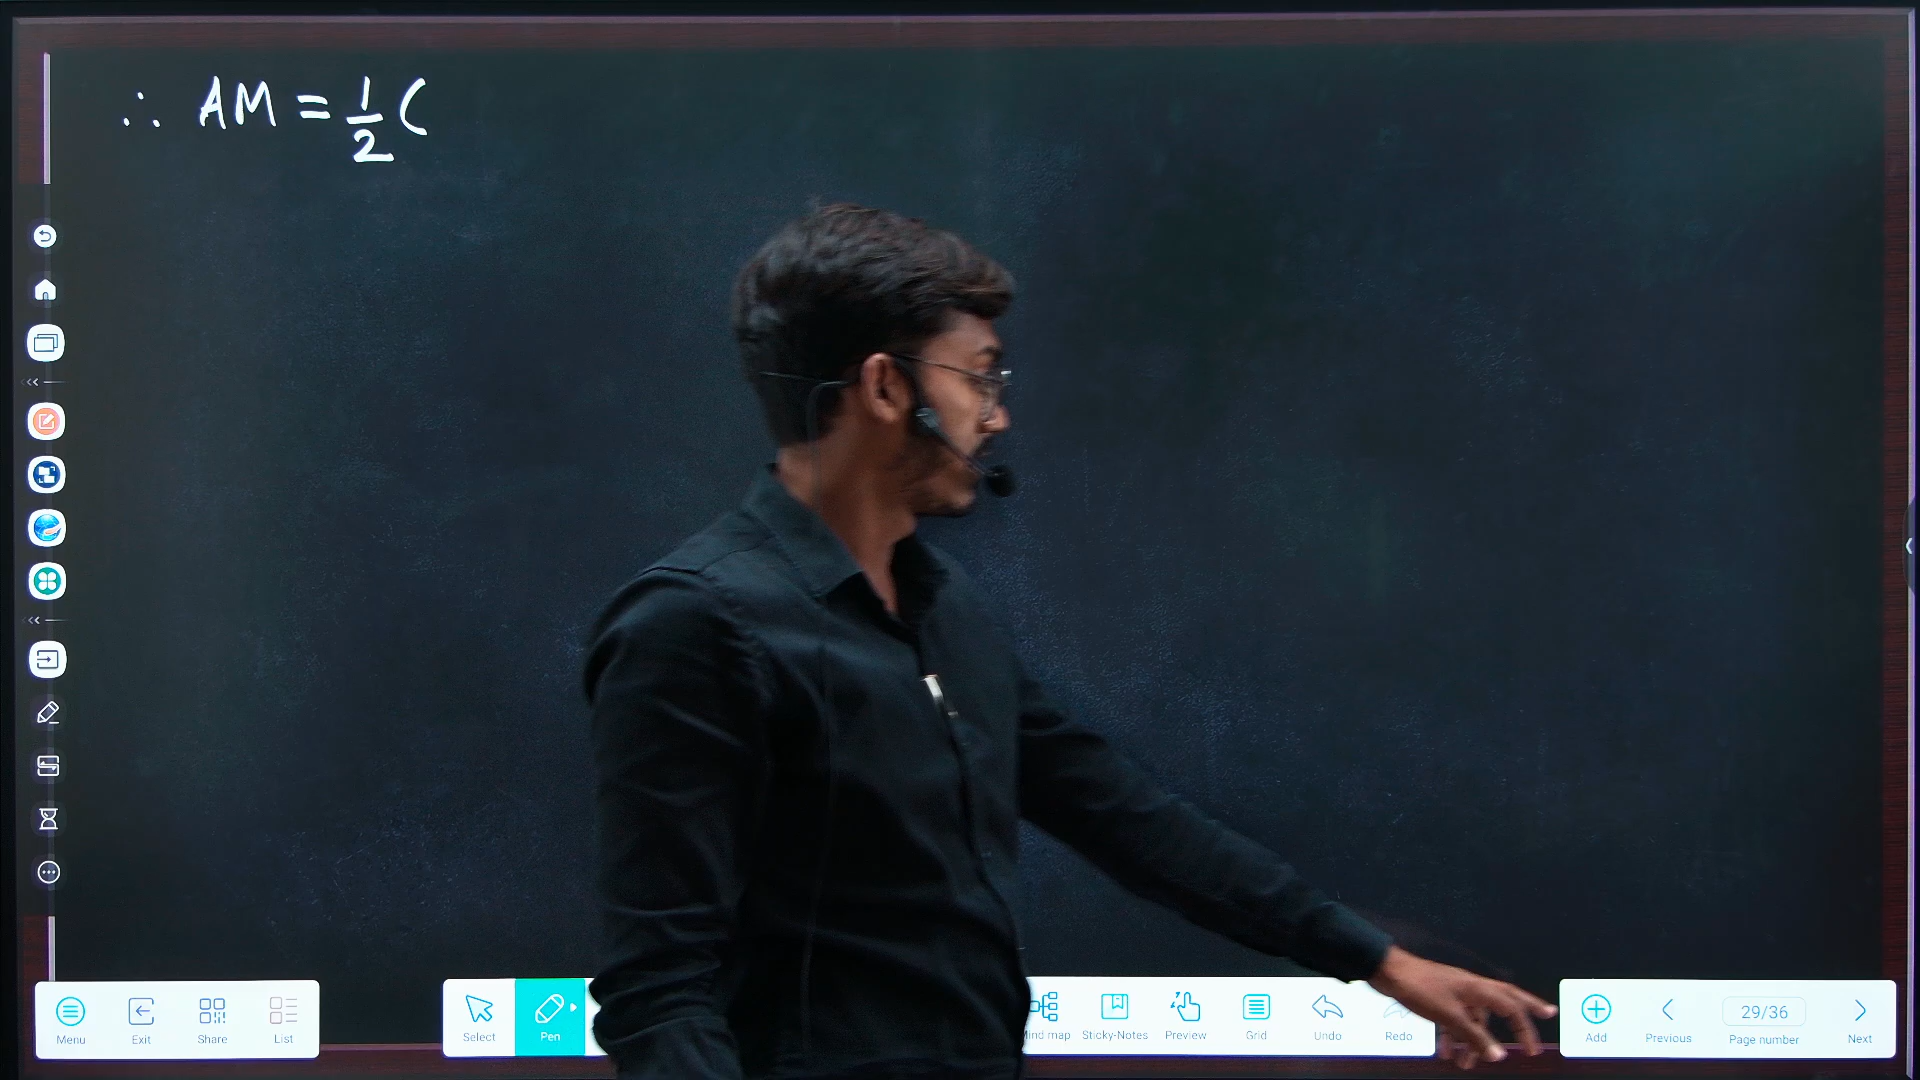 ∴ AM = 1/2 C
Menu Exit Share List
Select Pen Mind map Sticky-Notes Preview Grid Undo Redo
Add Previous 29/36 Page number Next